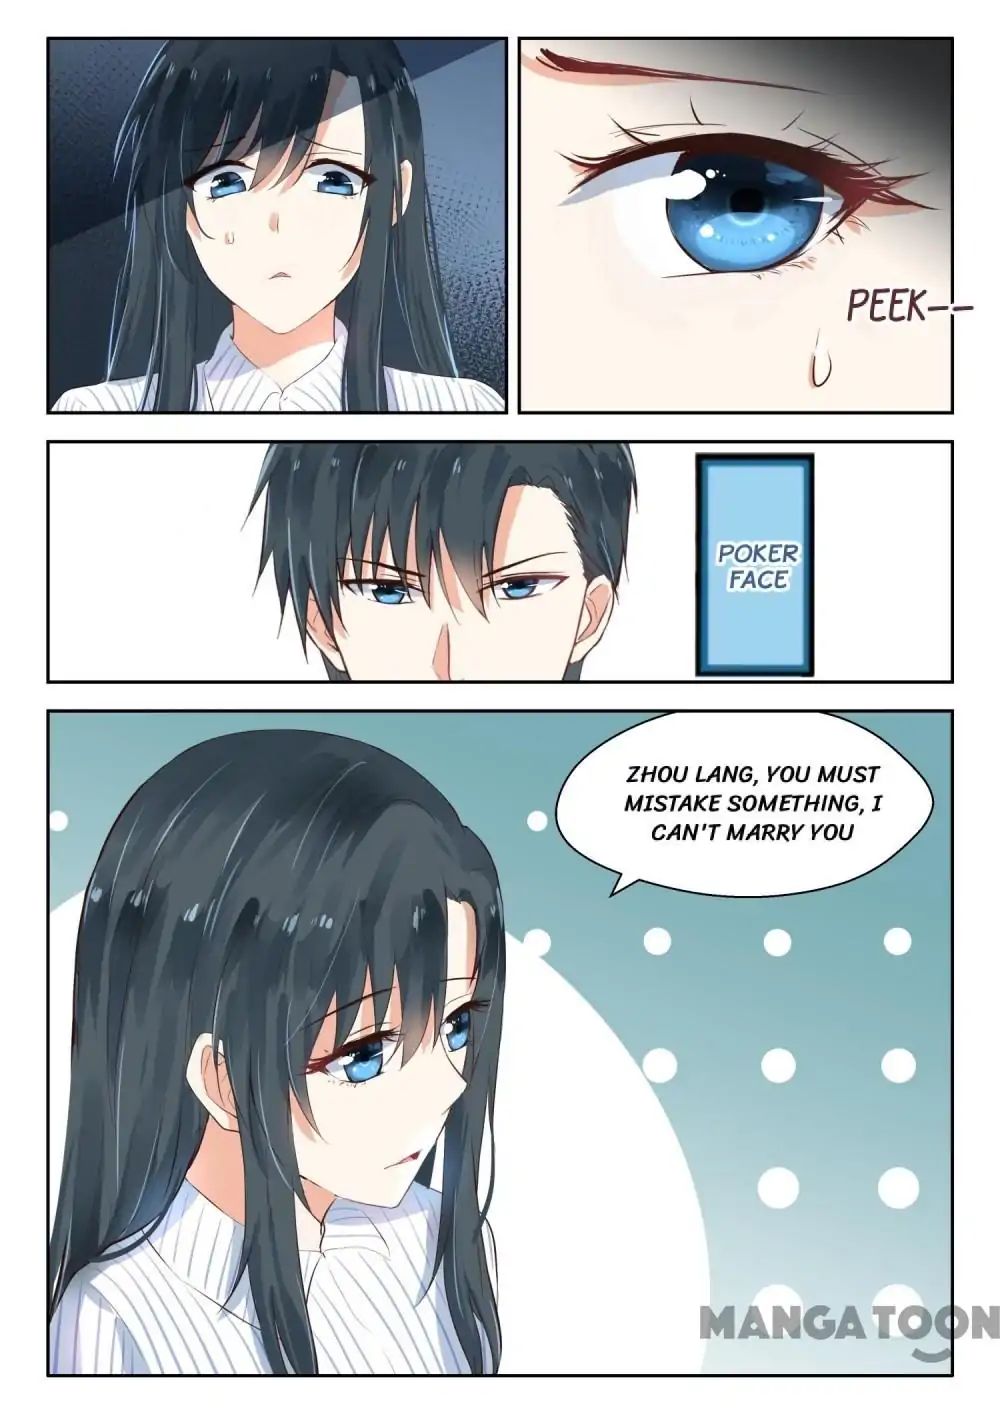 PEEK--
POKER
FACE
ZHOU LANG, YOU MUST
MISTAKE SOMETHING, I
CAN'T MARRY YOU
MANGATOON